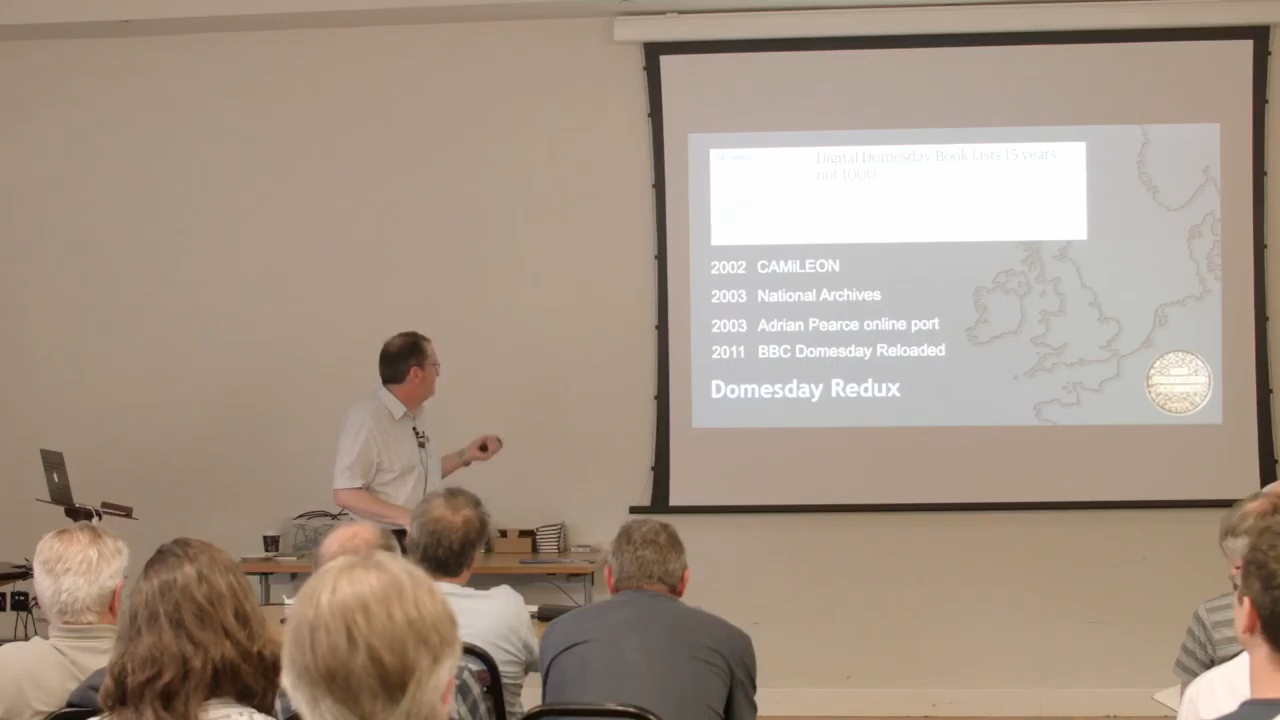 Digital Domesday Book lasts 15 years
not 1000
2002 CAMiLEON
2003 National Archives
2003 Adrian Pearce online port
2011 BBC Domesday Reloaded
Domesday Redux